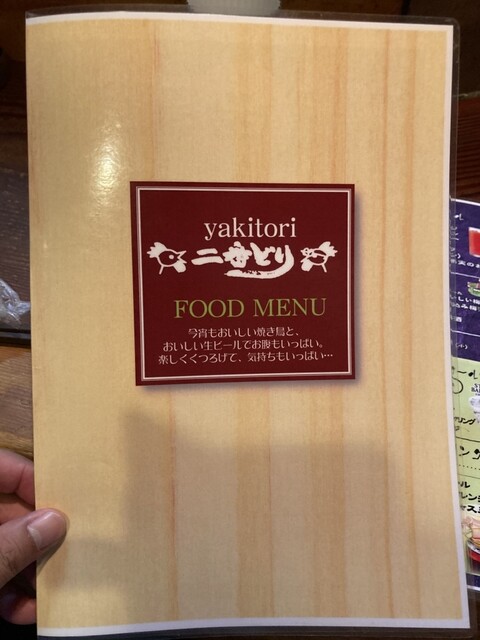 yakitori
二番どり
FOOD MENU
今宵もおいしい焼き鳥と、
おいしい生ビールでお腹もいっぱい。
楽しくくつろげて、気持ちもいっぱい…